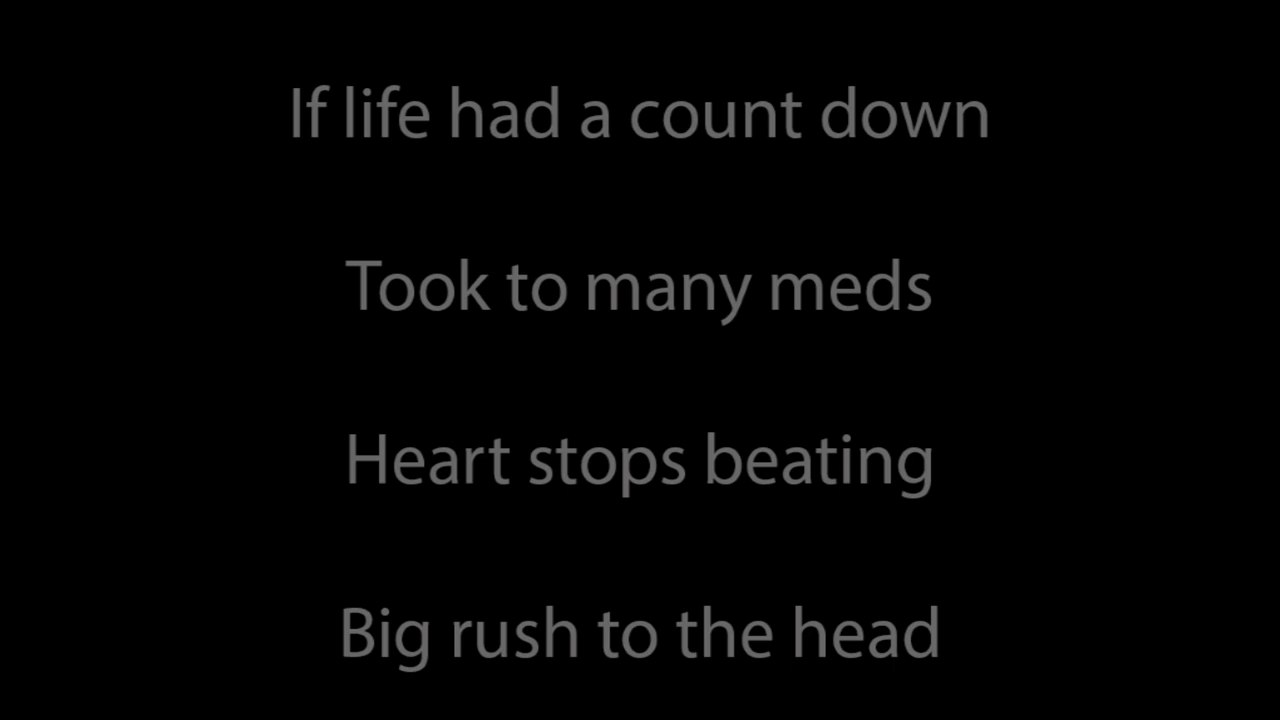 If life had a count down
Took to many meds
Heart stops beating
Big rush to the head